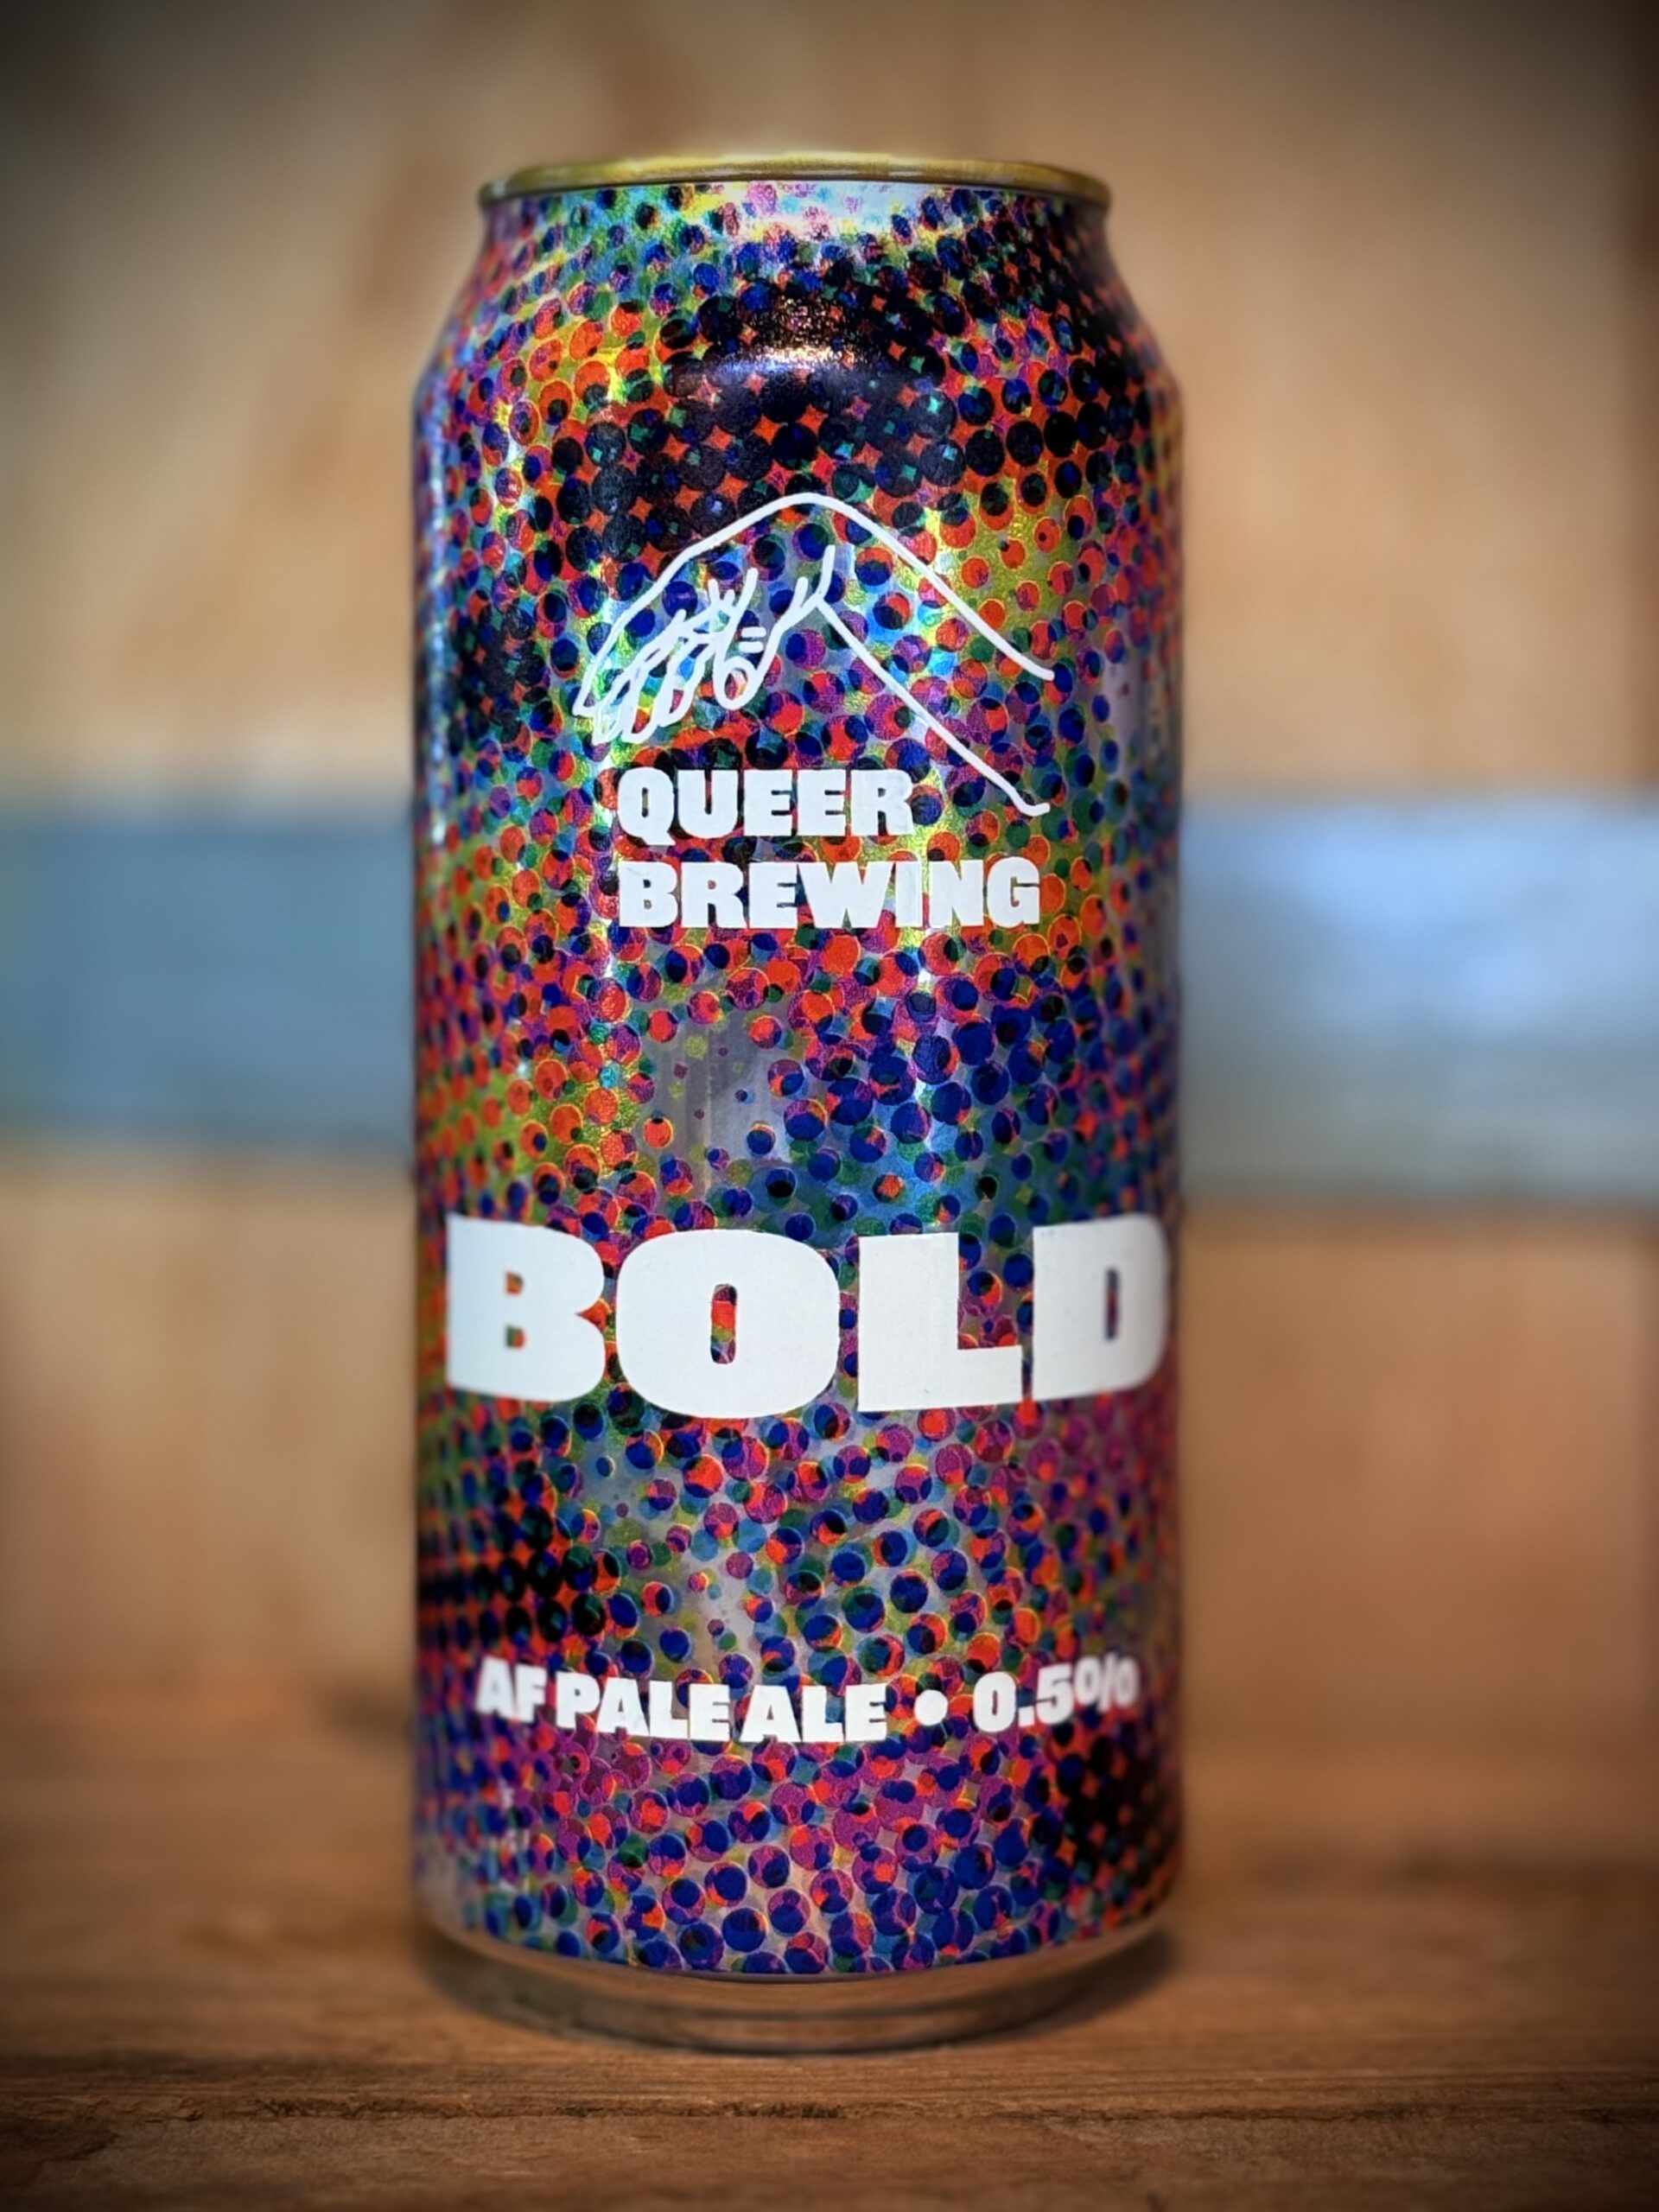 QUEER
BREWING
BOLD
AF PALE ALE • 0.5%